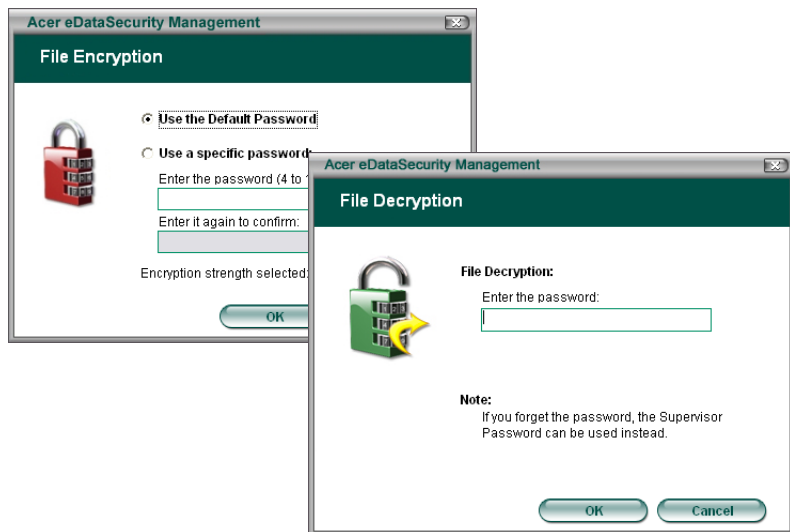 Acer eDataSecurity Management
File Encryption
Use the Default Password
Use a specific password:
Enter the password (4 to
Enter it again to confirm:
Encryption strength selected:
OK
Acer eDataSecurity Management
File Decryption
File Decryption:
Enter the password:
Note:
If you forget the password, the Supervisor
Password can be used instead.
OK
Cancel